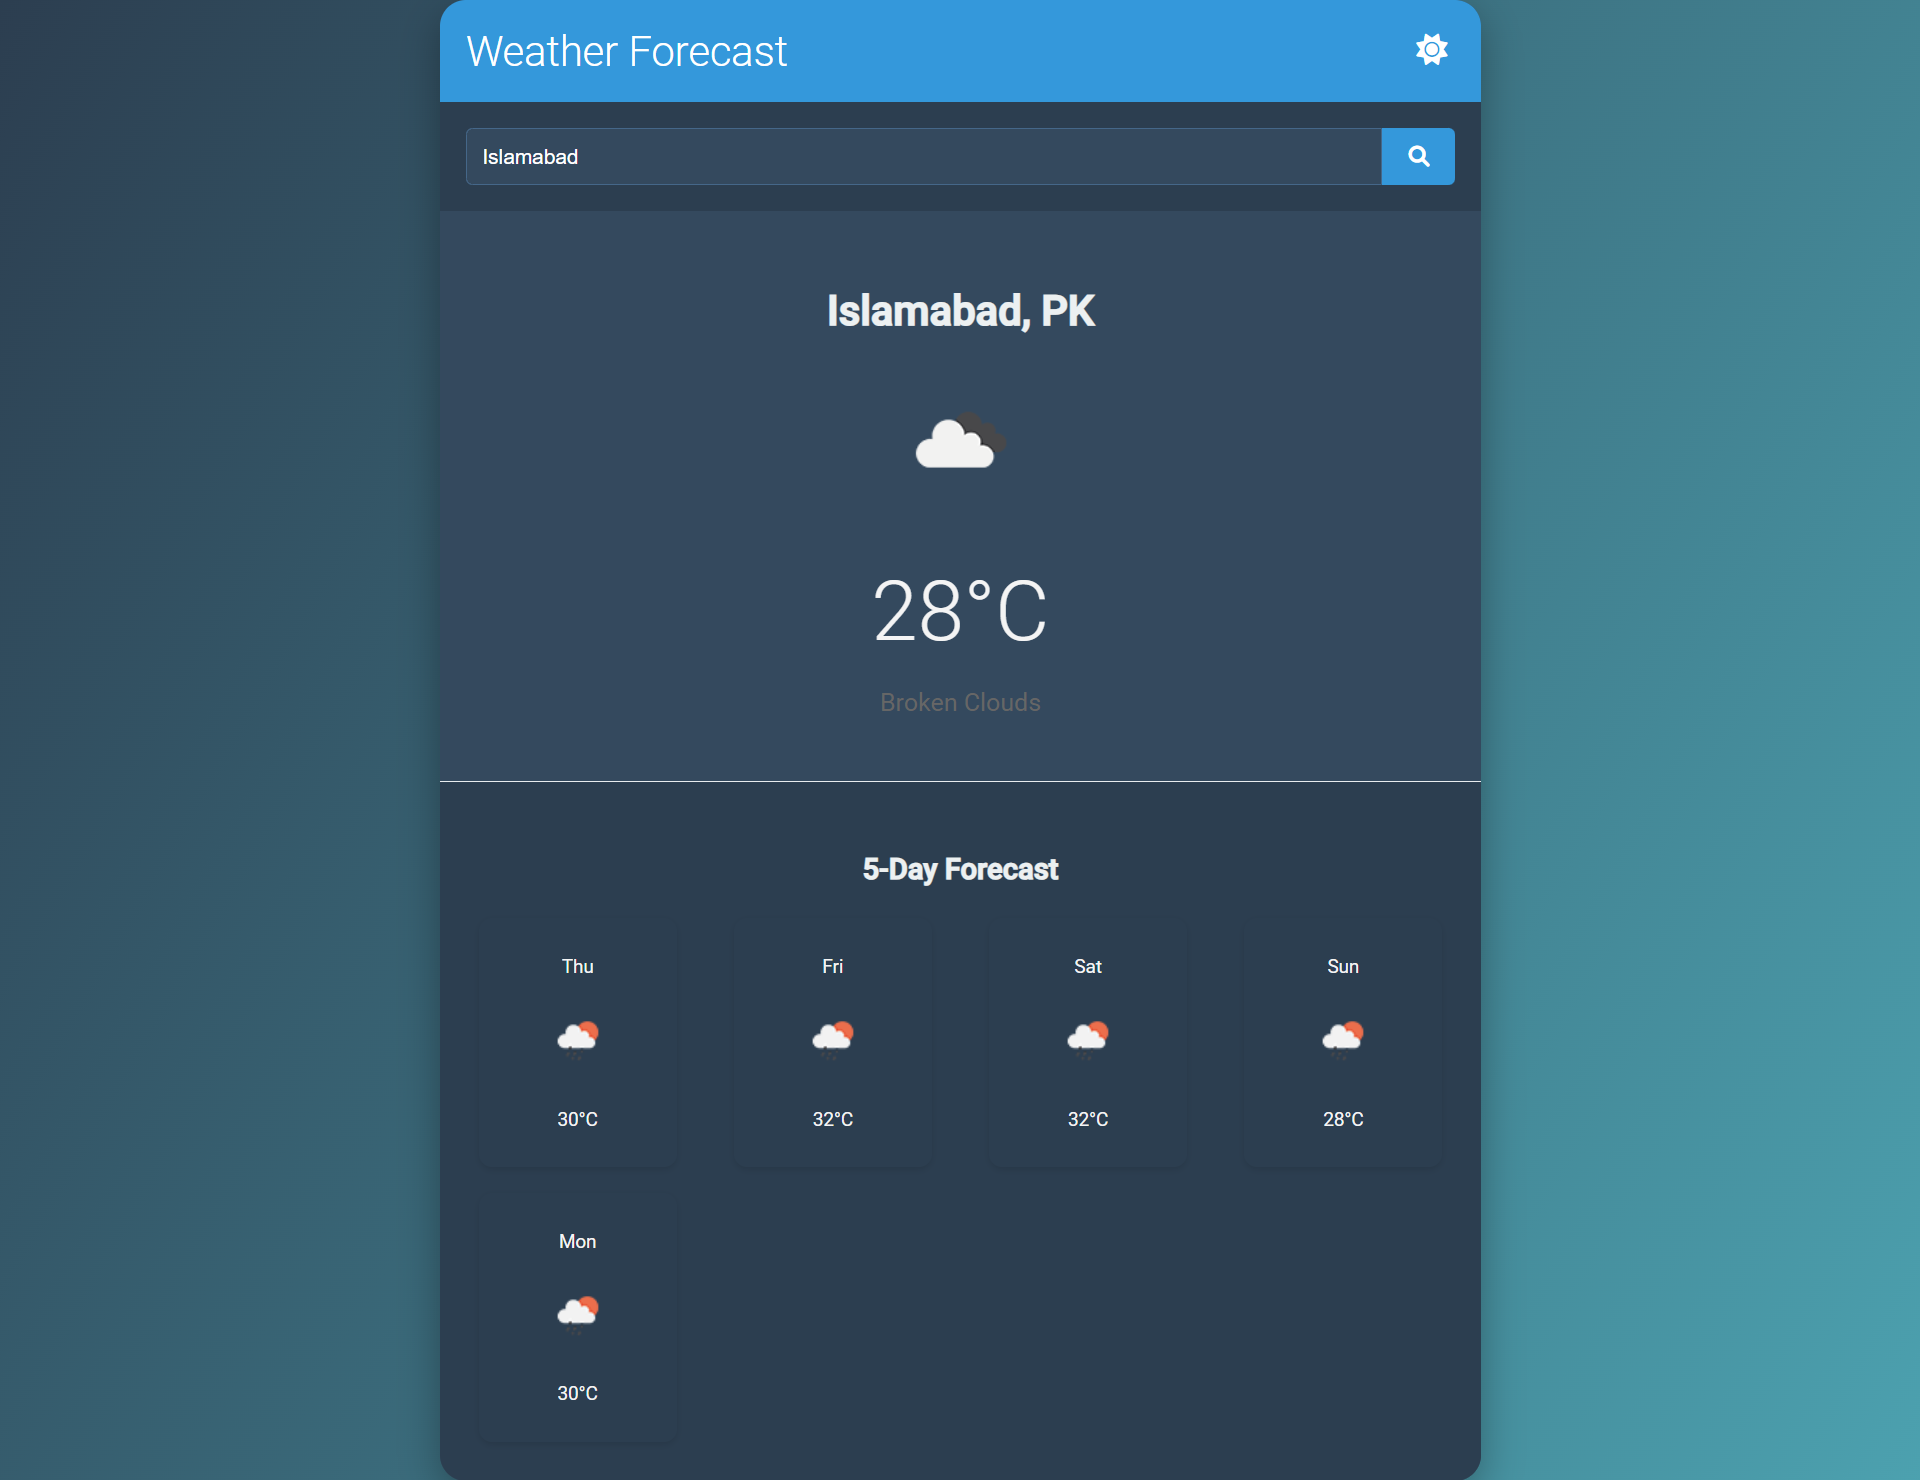 Weather Forecast
Islamabad
Islamabad, PK
28°C
Broken Clouds
5-Day Forecast
Thu
30°C
Fri
32°C
Sat
32°C
Sun
28°C
Mon
30°C